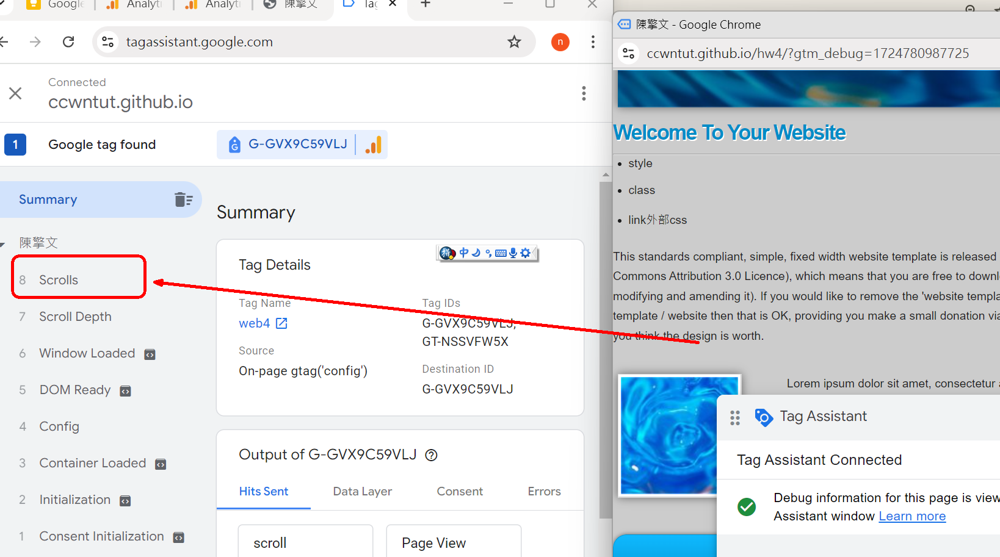 Google
Analyti
Analyti
陳擎文
Tag
tagassistant.google.com
n
Connected
ccwntut.github.io
1
Google tag found
G
G-GVX9C59VLJ
Summary
陳擎文
8 Scrolls
7 Scroll Depth
6 Window Loaded
5 DOM Ready
4 Config
3 Container Loaded
2 Initialization
1 Consent Initialization
Summary
拼 中
Tag Details
Tag Name
web4
Source
On-page gtag('config')
Tag IDs
G-GVX9C59VLJ,
GT-NSSVFW5X
Destination ID
G-GVX9C59VLJ
Output of G-GVX9C59VLJ
Hits Sent Data Layer Consent Errors
scroll Page View
陳擎文 - Google Chrome
ccwntut.github.io/hw4/?gtm_debug=1724780987725
Welcome To Your Website
• style
• class
• link外部css
This standards compliant, simple, fixed width website template is released
Commons Attribution 3.0 Licence), which means that you are free to downl
modifying and amending it). If you would like to remove the 'website templa
template / website then that is OK, providing you make a small donation via
you think the design is worth.
Lorem ipsum dolor sit amet, consectetur a
Tag Assistant
Tag Assistant Connected
Debug information for this page is view
Assistant window Learn more